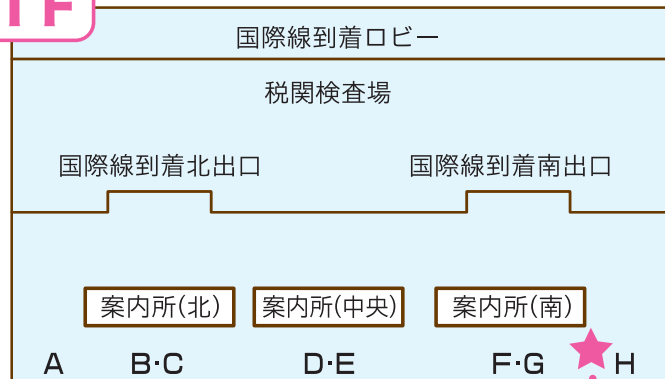 1F
国際線到着ロビー
税関検査場
国際線到着北出口 国際線到着南出口
案内所(北) 案内所(中央) 案内所(南)
A B·C D·E F·G H